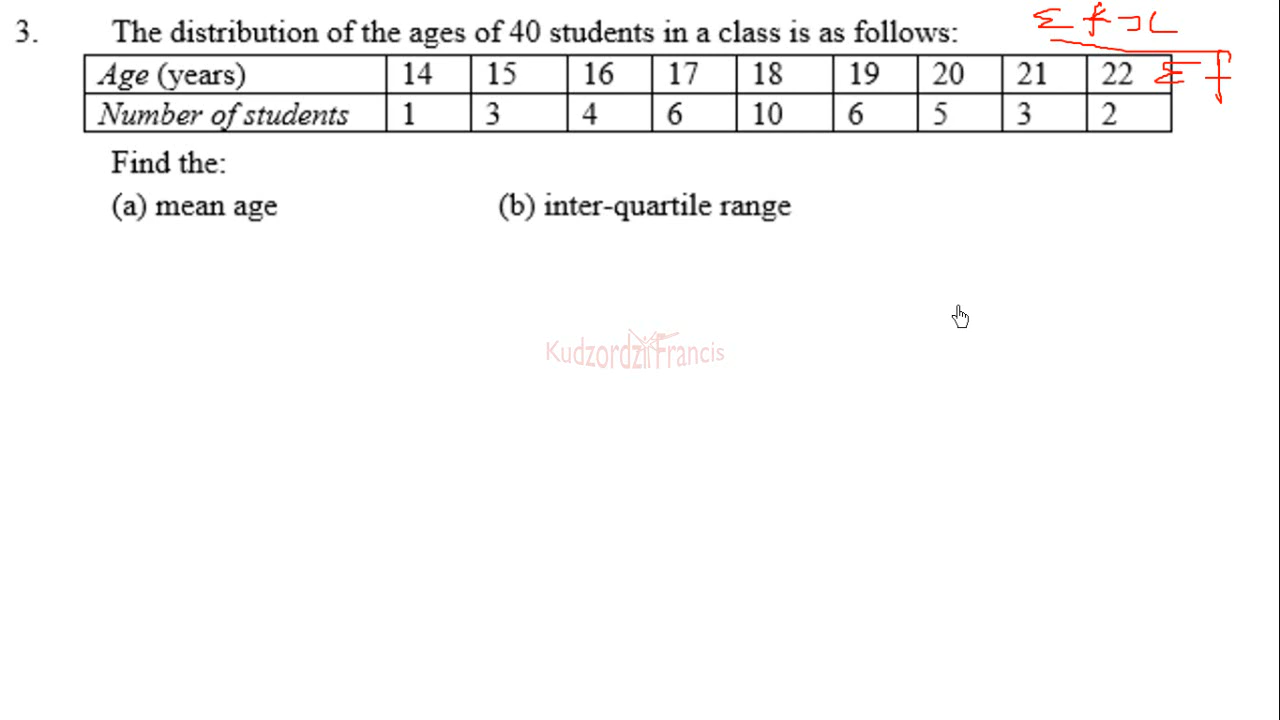 3. The distribution of the ages of 40 students in a class is as follows:
Σfx
Age (years) 14 15 16 17 18 19 20 21 22
Σf
Number of students 1 3 4 6 10 6 5 3 2
Find the:
(a) mean age (b) inter-quartile range
Kudzordzi Francis